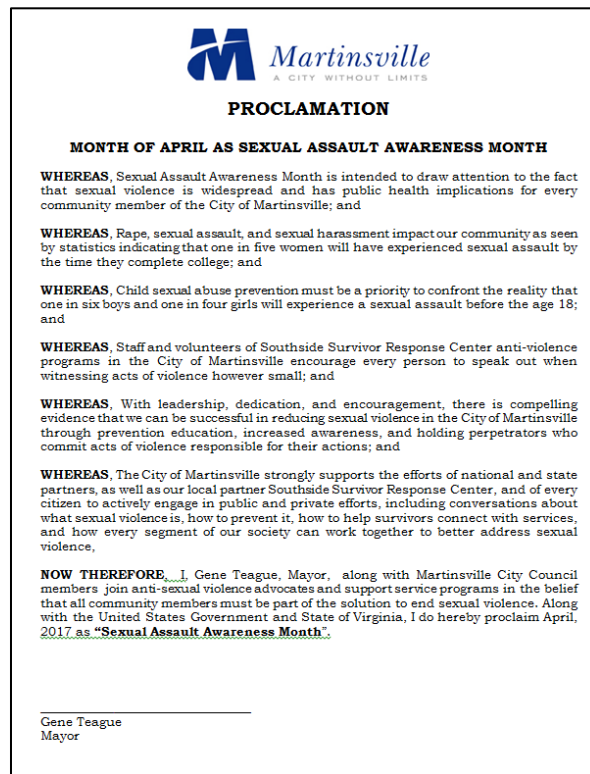 Martinsville
A CITY WITHOUT LIMITS
PROCLAMATION
MONTH OF APRIL AS SEXUAL ASSAULT AWARENESS MONTH
WHEREAS, Sexual Assault Awareness Month is intended to draw attention to the fact
that sexual violence is widespread and has public health implications for every
community member of the City of Martinsville; and
WHEREAS, Rape, sexual assault, and sexual harassment impact our community as seen
by statistics indicating that one in five women will have experienced sexual assault by
the time they complete college; and
WHEREAS, Child sexual abuse prevention must be a priority to confront the reality that
one in six boys and one in four girls will experience a sexual assault before the age 18;
and
WHEREAS, Staff and volunteers of Southside Survivor Response Center anti-violence
programs in the City of Martinsville encourage every person to speak out when
witnessing acts of violence however small; and
WHEREAS, With leadership, dedication, and encouragement, there is compelling
evidence that we can be successful in reducing sexual violence in the City of Martinsville
through prevention education, increased awareness, and holding perpetrators who
commit acts of violence responsible for their actions; and
WHEREAS, The City of Martinsville strongly supports the efforts of national and state
partners, as well as our local partner Southside Survivor Response Center, and of every
citizen to actively engage in public and private efforts, including conversations about
what sexual violence is, how to prevent it, how to help survivors connect with services,
and how every segment of our society can work together to better address sexual
violence,
NOW THEREFORE, I, Gene Teague, Mayor, along with Martinsville City Council
members join anti-sexual violence advocates and support service programs in the belief
that all community members must be part of the solution to end sexual violence. Along
with the United States Government and State of Virginia, I do hereby proclaim April,
2017 as “Sexual Assault Awareness Month”.
Gene Teague
Mayor